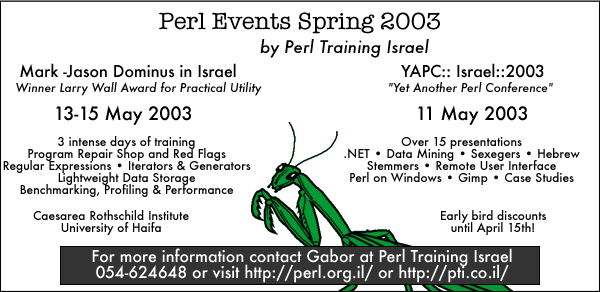 Perl Events Spring 2003
by Perl Training Israel
Mark -Jason Dominus in Israel
Winner Larry Wall Award for Practical Utility
13-15 May 2003
3 intense days of training
Program Repair Shop and Red Flags
Regular Expressions • Iterators & Generators
Lightweight Data Storage
Benchmarking, Profiling & Performance
Caesarea Rothschild Institute
University of Haifa
YAPC:: Israel::2003
"Yet Another Perl Conference"
11 May 2003
Over 15 presentations
.NET • Data Mining • Sexegers • Hebrew
Stemmers • Remote User Interface
Perl on Windows • Gimp • Case Studies
Early bird discounts
until April 15th!
For more information contact Gabor at Perl Training Israel
054-624648 or visit http://perl.org.il/ or http://pti.co.il/